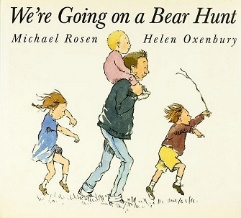 We're Going on a Bear Hunt
Michael Rosen Helen Oxenbury